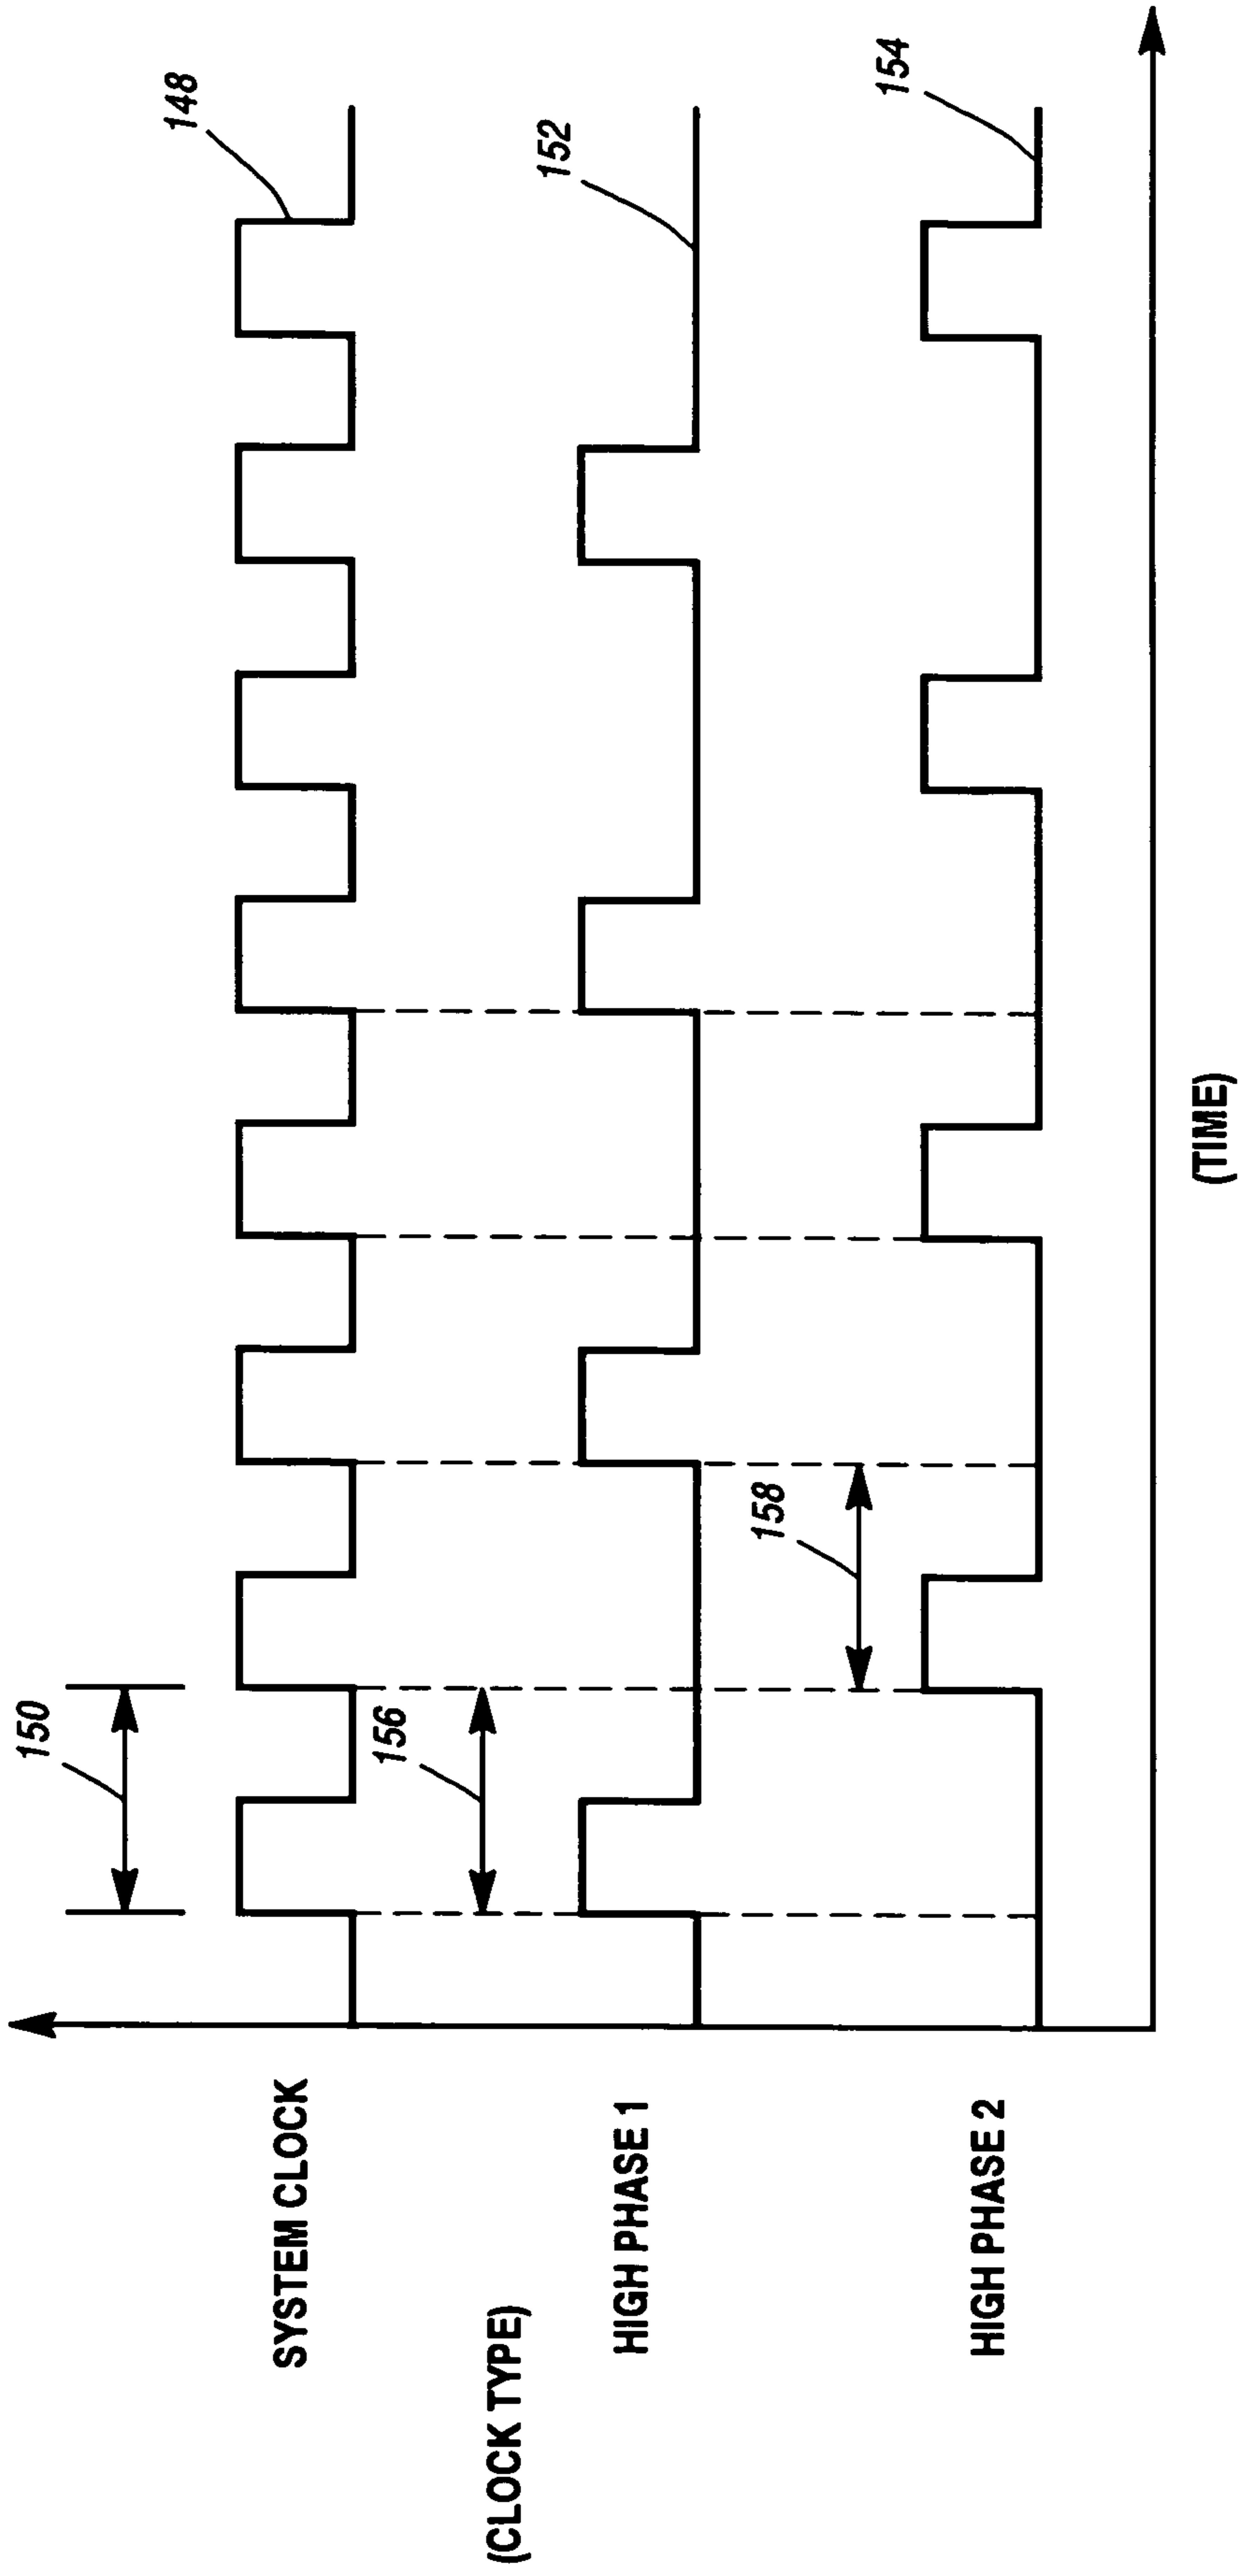 150
148
SYSTEM CLOCK
156
(CLOCK TYPE)
152
HIGH PHASE 1
158
154
HIGH PHASE 2
(TIME)